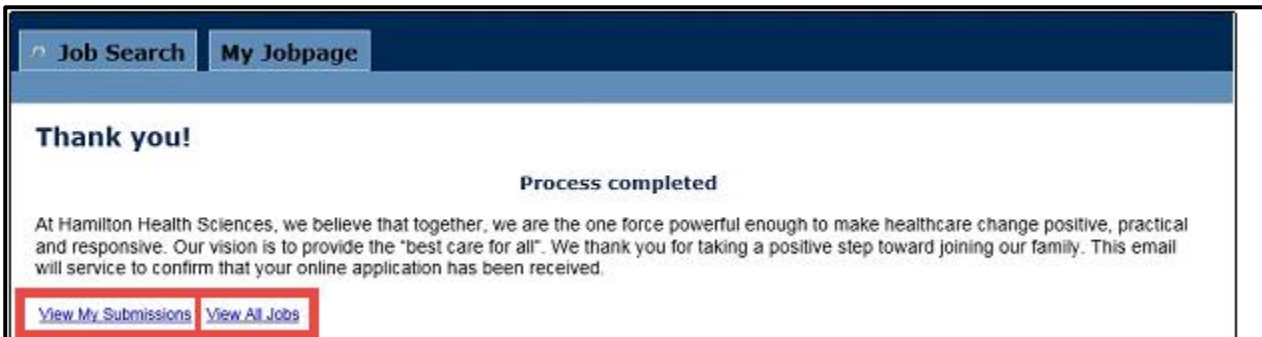 Job Search My Jobpage
Thank you!
Process completed
At Hamilton Health Sciences, we believe that together, we are the one force powerful enough to make healthcare change positive, practical
and responsive. Our vision is to provide the "best care for all". We thank you for taking a positive step toward joining our family. This email
will service to confirm that your online application has been received.
View My Submissions View All Jobs